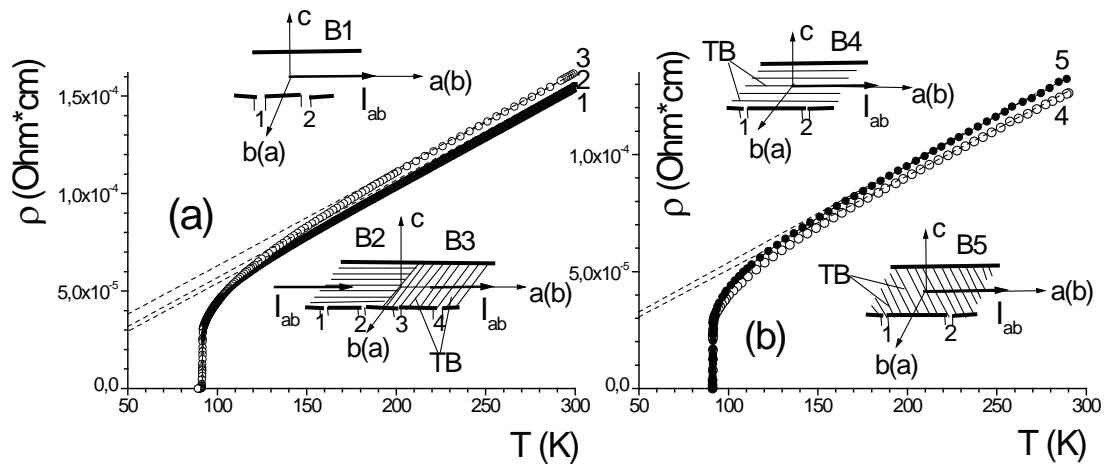 c
B1
a(b)
I_ab
1
2
b(a)
3
2
1
(a)
c
B2
B3
a(b)
I_ab
I_ab
1
2
3
4
b(a)
TB
ρ (Ohm*cm)
1,5x10⁻⁴
1,0x10⁻⁴
5,0x10⁻⁵
0,0
50 100 150 200 250 300
T (K)
c
B4
TB
a(b)
I_ab
1
2
b(a)
5
4
c
B5
TB
a(b)
I_ab
1
2
b(a)
(b)
ρ (Ohm*cm)
1,0x10⁻⁴
5,0x10⁻⁵
0,0
50 100 150 200 250 300
T (K)